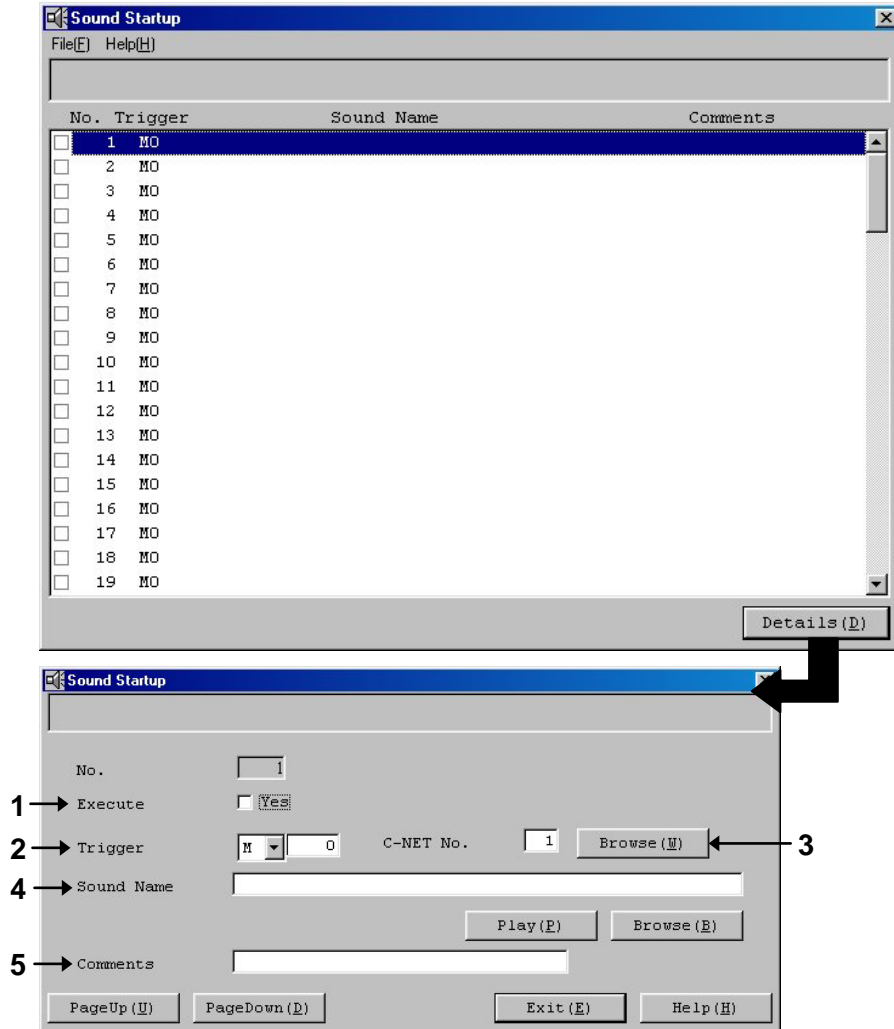 Sound Startup
File(F) Help(H)
No. Trigger Sound Name Comments
1 M0
2 M0
3 M0
4 M0
5 M0
6 M0
7 M0
8 M0
9 M0
10 M0
11 M0
12 M0
13 M0
14 M0
15 M0
16 M0
17 M0
18 M0
19 M0
Details(D)
Sound Startup
No. 1
1 Execute Yes
2 Trigger M 0 C-NET No. 1 Browse(W) 3
4 Sound Name
Play(P) Browse(B)
5 Comments
PageUp(U) PageDown(D) Exit(E) Help(H)